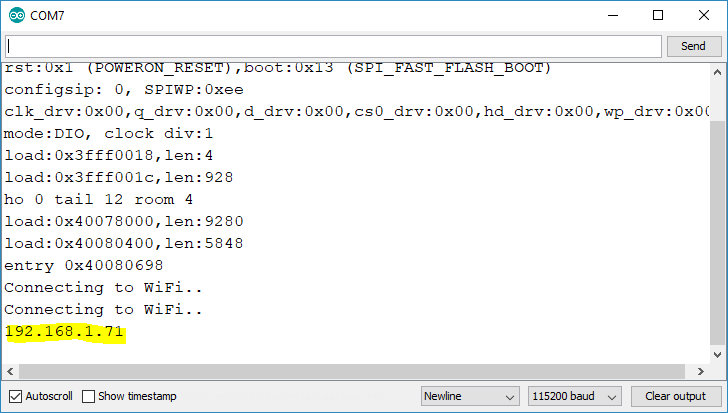 COM7
Send
rst:0x1 (POWERON_RESET),boot:0x13 (SPI_FAST_FLASH_BOOT)
configsip: 0, SPIWP:0xee
clk_drv:0x00,q_drv:0x00,d_drv:0x00,cs0_drv:0x00,hd_drv:0x00,wp_drv:0x00
mode:DIO, clock div:1
load:0x3fff0018,len:4
load:0x3fff001c,len:928
ho 0 tail 12 room 4
load:0x40078000,len:9280
load:0x40080400,len:5848
entry 0x40080698
Connecting to WiFi..
Connecting to WiFi..
192.168.1.71
Autoscroll Show timestamp Newline 115200 baud Clear output